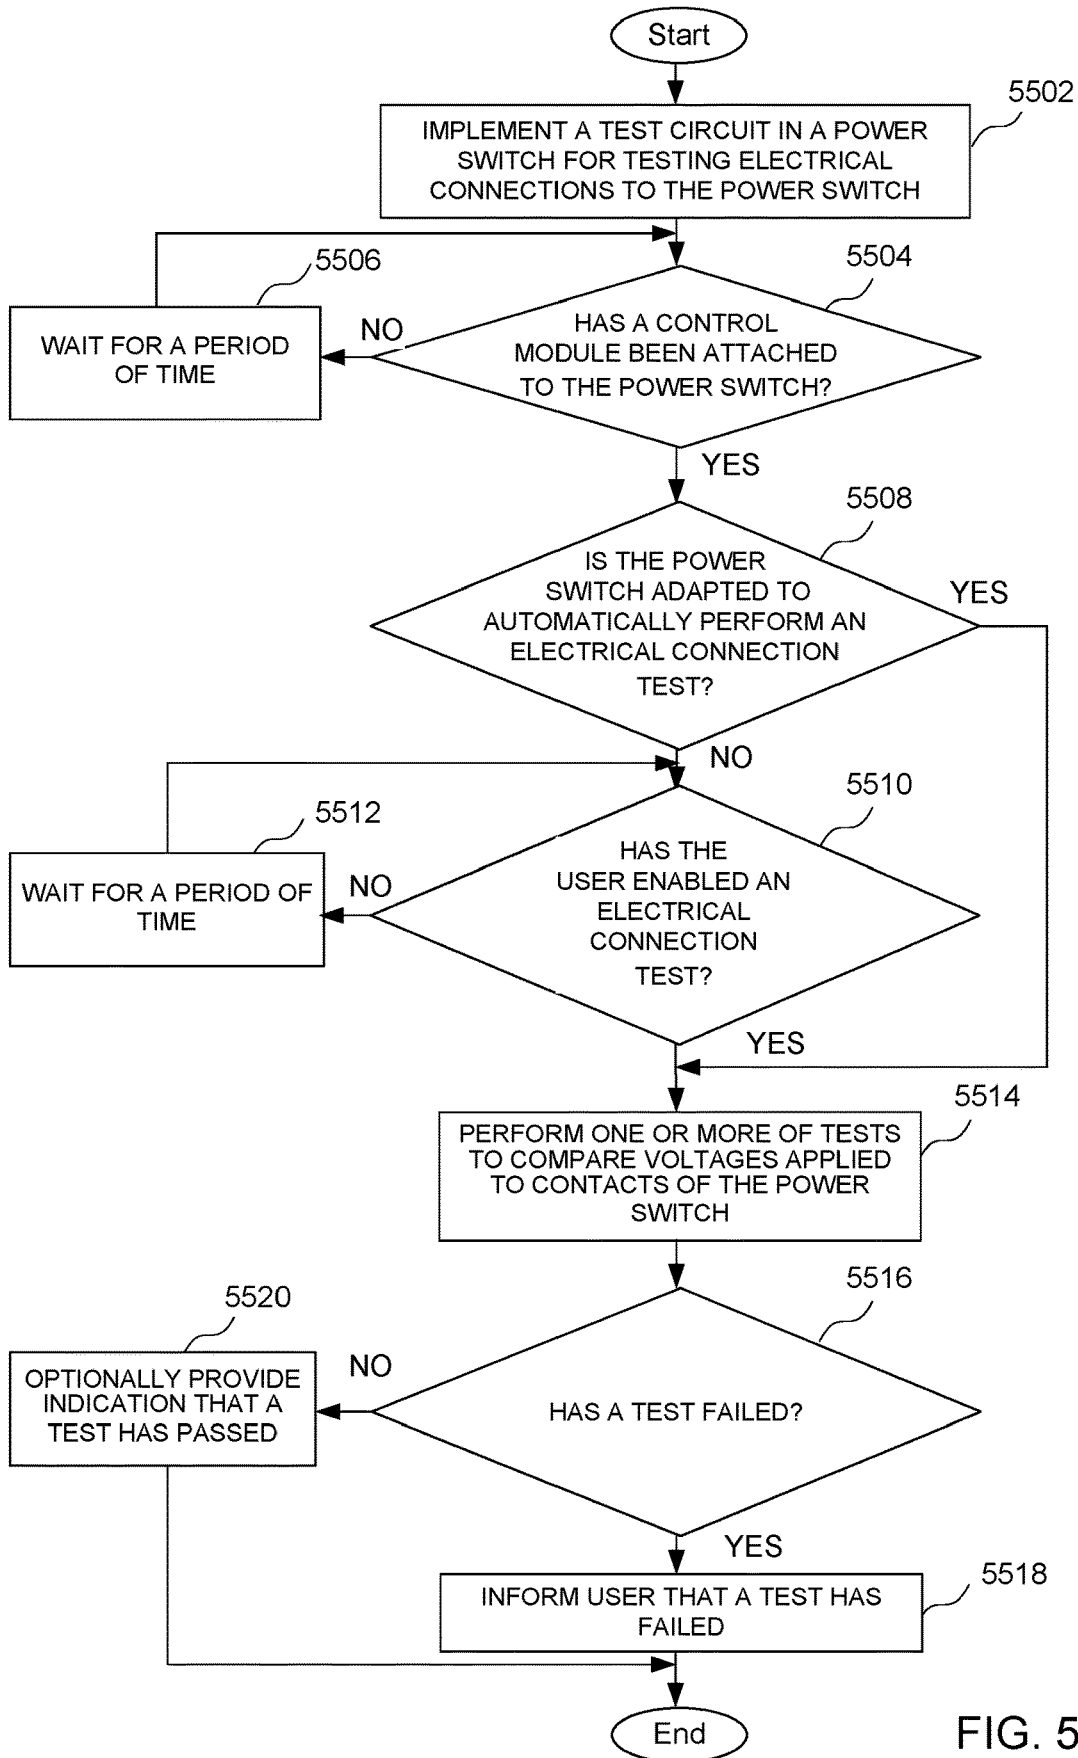 Start
5502
IMPLEMENT A TEST CIRCUIT IN A POWER
SWITCH FOR TESTING ELECTRICAL
CONNECTIONS TO THE POWER SWITCH
5506
5504
WAIT FOR A PERIOD
OF TIME
NO
HAS A CONTROL
MODULE BEEN ATTACHED
TO THE POWER SWITCH?
YES
5508
IS THE POWER
SWITCH ADAPTED TO
AUTOMATICALLY PERFORM AN
ELECTRICAL CONNECTION
TEST?
YES
NO
5512
5510
WAIT FOR A PERIOD OF
TIME
NO
HAS THE
USER ENABLED AN
ELECTRICAL
CONNECTION
TEST?
YES
5514
PERFORM ONE OR MORE OF TESTS
TO COMPARE VOLTAGES APPLIED
TO CONTACTS OF THE POWER
SWITCH
5520
5516
OPTIONALLY PROVIDE
INDICATION THAT A
TEST HAS PASSED
NO
HAS A TEST FAILED?
YES
5518
INFORM USER THAT A TEST HAS
FAILED
End
FIG. 5